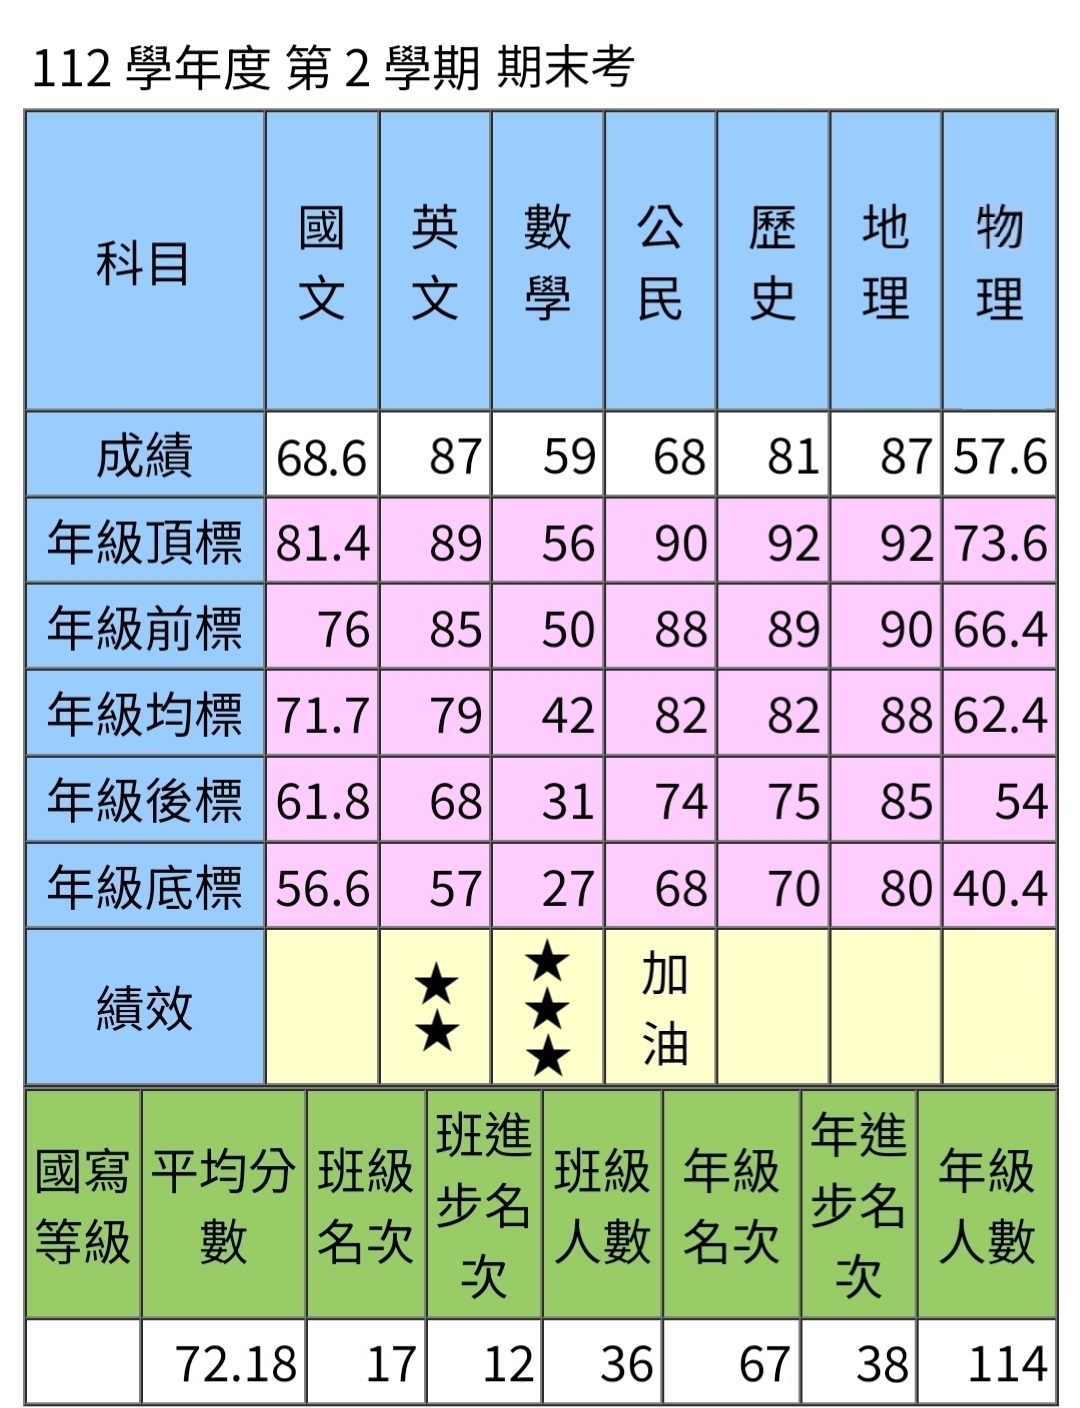 112 學年度 第 2 學期 期末考
科目 國文 英文 數學 公民 歷史 地理 物理
成績 68.6 87 59 68 81 87 57.6
年級頂標 81.4 89 56 90 92 92 73.6
年級前標 76 85 50 88 89 90 66.4
年級均標 71.7 79 42 82 82 88 62.4
年級後標 61.8 68 31 74 75 85 54
年級底標 56.6 57 27 68 70 80 40.4
績效 ★★ ★★★ 加油
國寫等級 平均分數 班級名次 班進步名次 班級人數 年級名次 年進步名次 年級人數
72.18 17 12 36 67 38 114